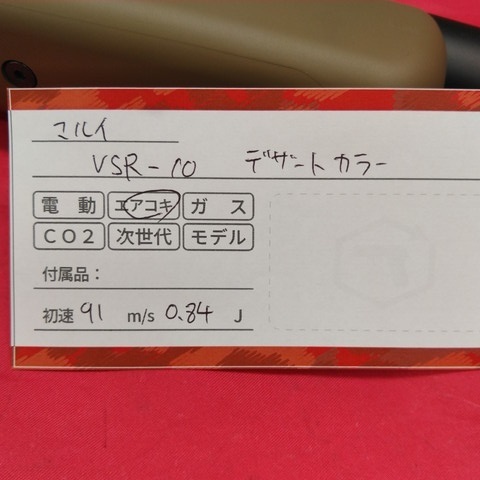 マルイ
VSR-10 デザートカラー
電動 エアコキ ガス
CO2 次世代 モデル
付属品：
初速 91 m/s 0.84 J